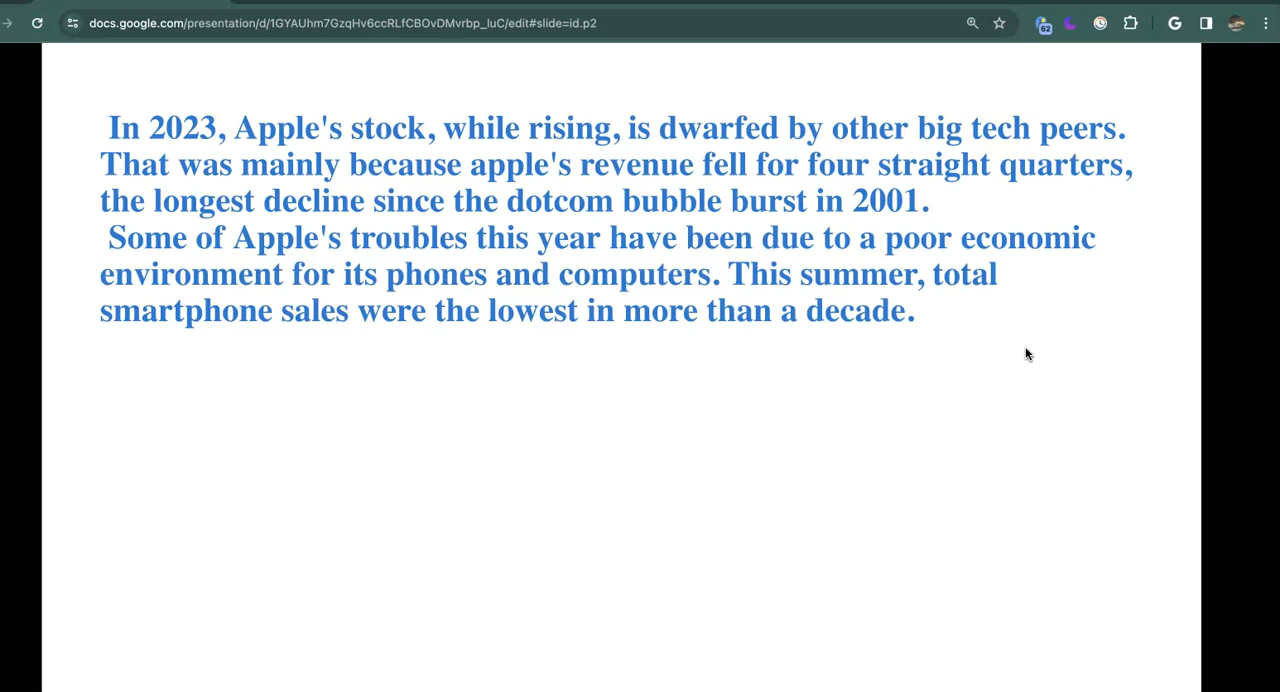 docs.google.com/presentation/d/1GYAUhm7GzqHv6ccRLfCBOvDMvrbp_luC/edit#slide=id.p2
62
G
In 2023, Apple's stock, while rising, is dwarfed by other big tech peers.
That was mainly because apple's revenue fell for four straight quarters,
the longest decline since the dotcom bubble burst in 2001.
Some of Apple's troubles this year have been due to a poor economic
environment for its phones and computers. This summer, total
smartphone sales were the lowest in more than a decade.